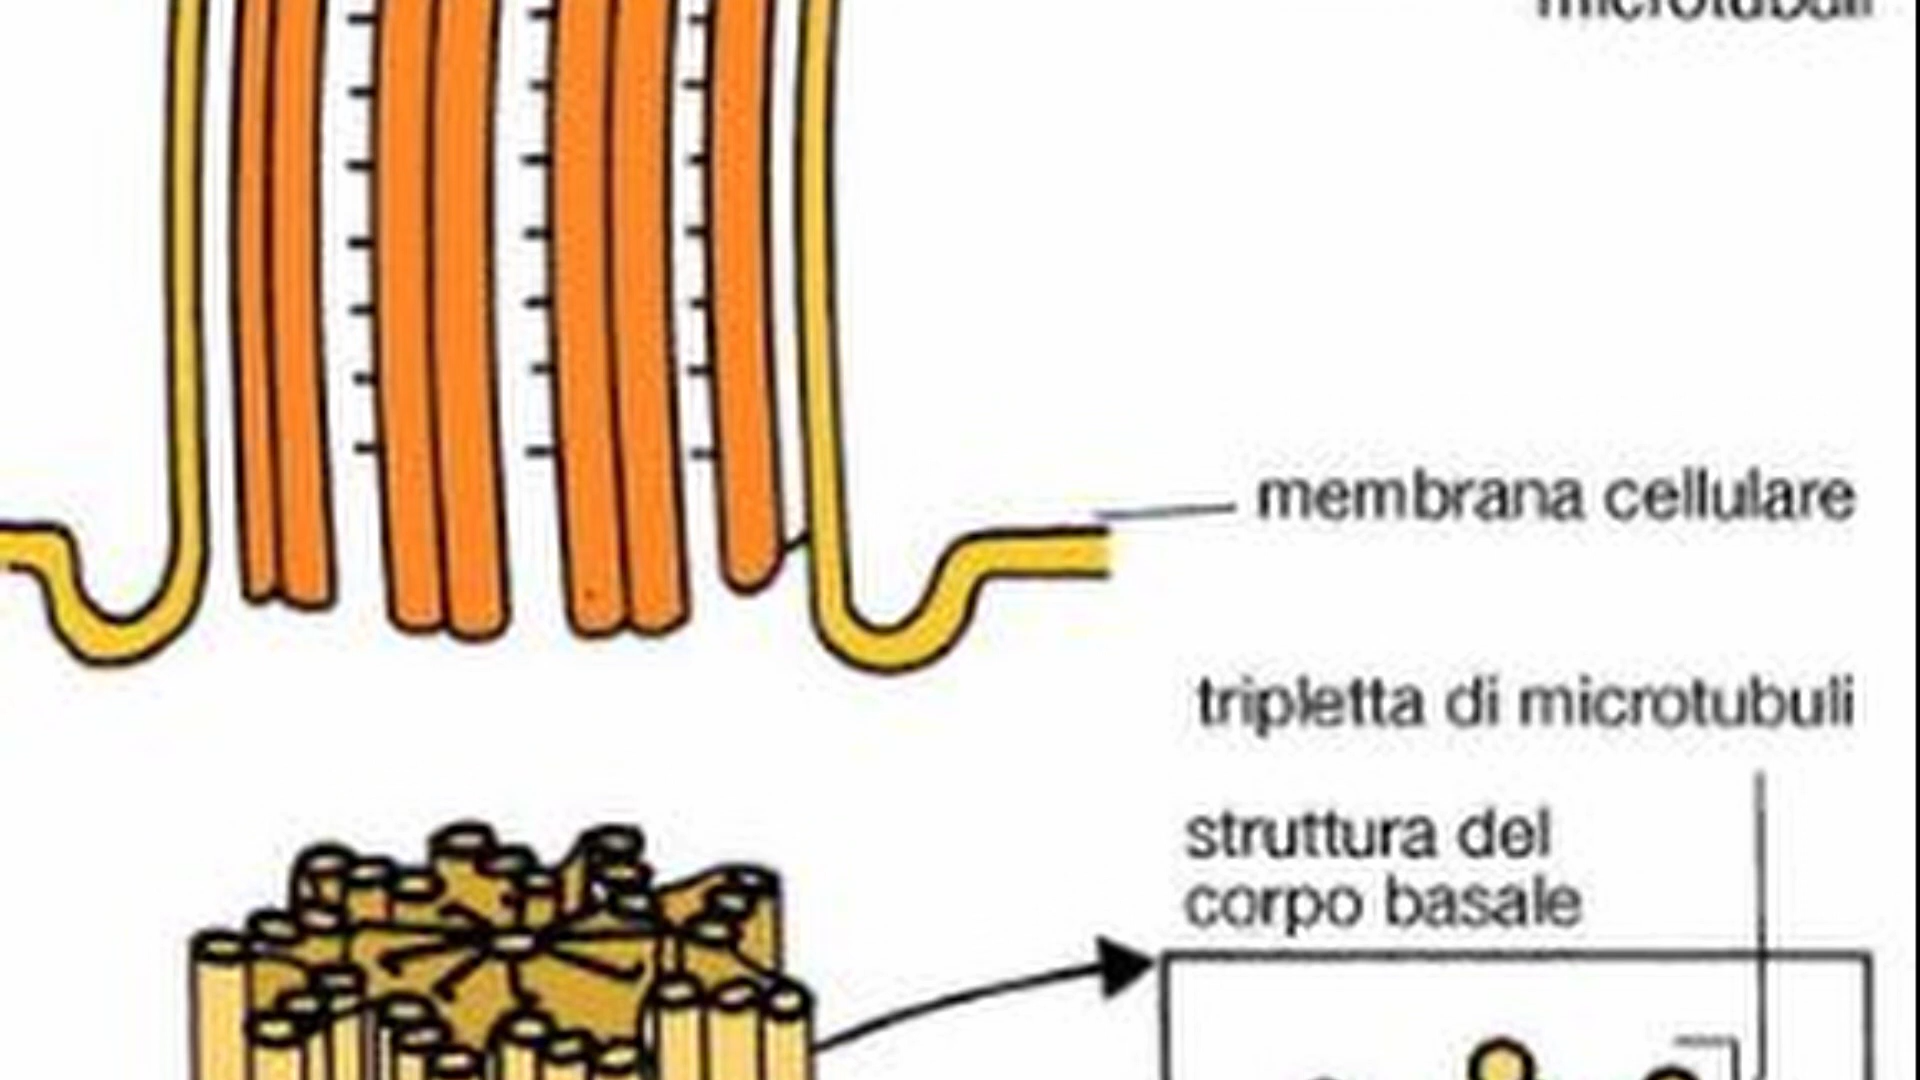 microtubuli
membrana cellulare
tripletta di microtubuli
struttura del
corpo basale